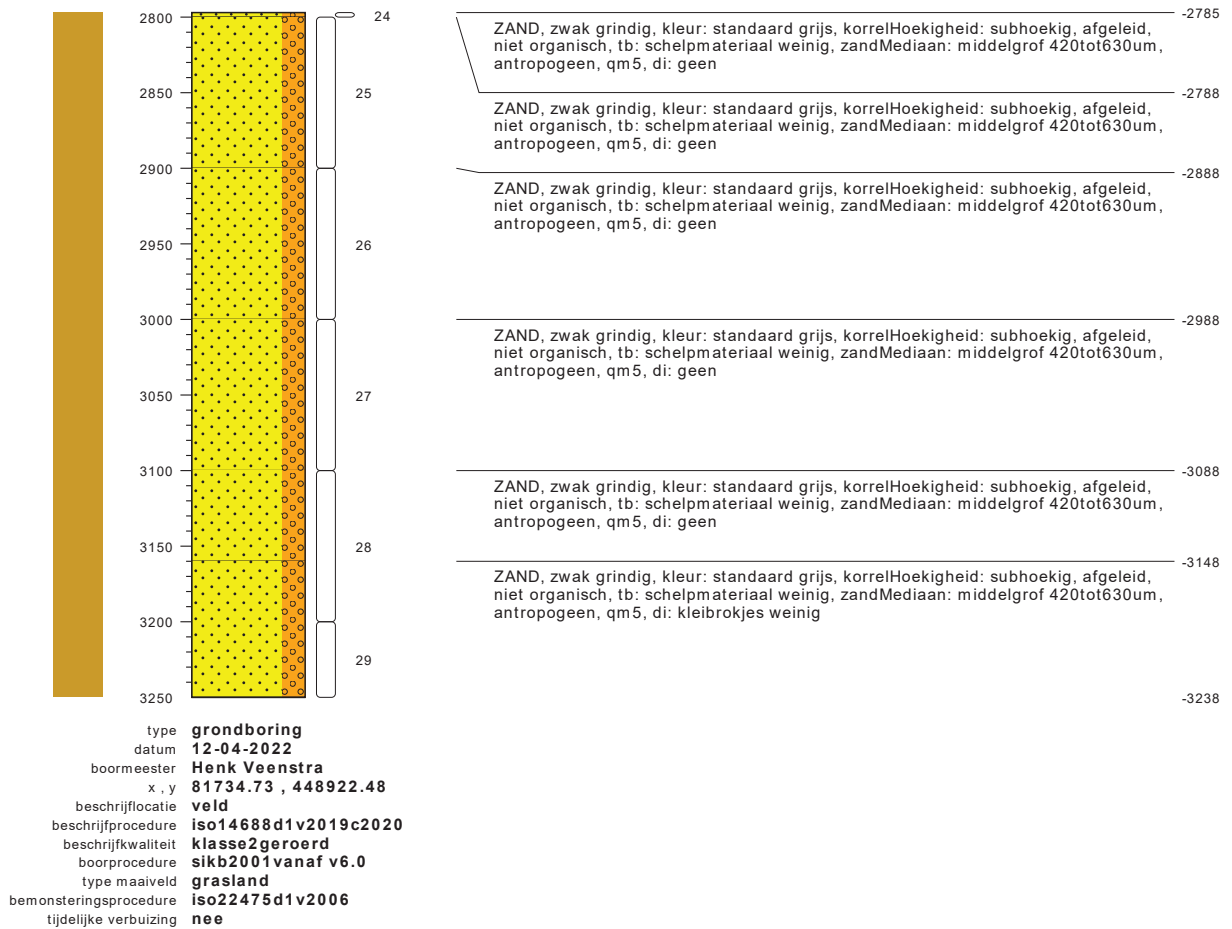 2800
2850
2900
2950
3000
3050
3100
3150
3200
3250
24
25
26
27
28
29
-2785
ZAND, zwak grindig, kleur: standaard grijs, korrelHoekigheid: subhoekig, afgeleid,
niet organisch, tb: schelpmateriaal weinig, zandMediaan: middelgrof 420tot630um,
antropogeen, qm5, di: geen
-2788
ZAND, zwak grindig, kleur: standaard grijs, korrelHoekigheid: subhoekig, afgeleid,
niet organisch, tb: schelpmateriaal weinig, zandMediaan: middelgrof 420tot630um,
antropogeen, qm5, di: geen
-2888
ZAND, zwak grindig, kleur: standaard grijs, korrelHoekigheid: subhoekig, afgeleid,
niet organisch, tb: schelpmateriaal weinig, zandMediaan: middelgrof 420tot630um,
antropogeen, qm5, di: geen
-2988
ZAND, zwak grindig, kleur: standaard grijs, korrelHoekigheid: subhoekig, afgeleid,
niet organisch, tb: schelpmateriaal weinig, zandMediaan: middelgrof 420tot630um,
antropogeen, qm5, di: geen
-3088
ZAND, zwak grindig, kleur: standaard grijs, korrelHoekigheid: subhoekig, afgeleid,
niet organisch, tb: schelpmateriaal weinig, zandMediaan: middelgrof 420tot630um,
antropogeen, qm5, di: geen
-3148
ZAND, zwak grindig, kleur: standaard grijs, korrelHoekigheid: subhoekig, afgeleid,
niet organisch, tb: schelpmateriaal weinig, zandMediaan: middelgrof 420tot630um,
antropogeen, qm5, di: kleibrokjes weinig
-3238
type grondboring
datum 12-04-2022
boormeester Henk Veenstra
x , y 81734.73 , 448922.48
beschrijflocatie veld
beschrijfprocedure iso14688d1v2019c2020
beschrijfkwaliteit klasse2geroerd
boorprocedure sikb2001vanaf v6.0
type maaiveld grasland
bemonsteringsprocedure iso22475d1v2006
tijdelijke verbuizing nee